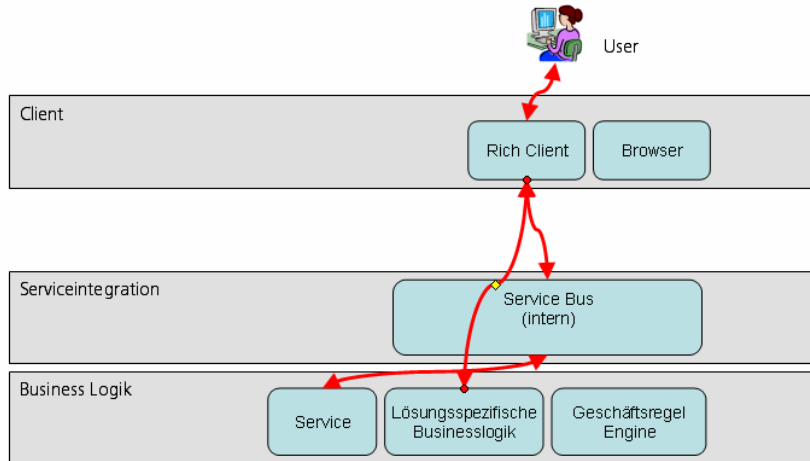 User
Client
Rich Client
Browser
Serviceintegration
Service Bus
(intern)
Business Logik
Service
Lösungsspezifische
Businesslogik
Geschäftsregel
Engine